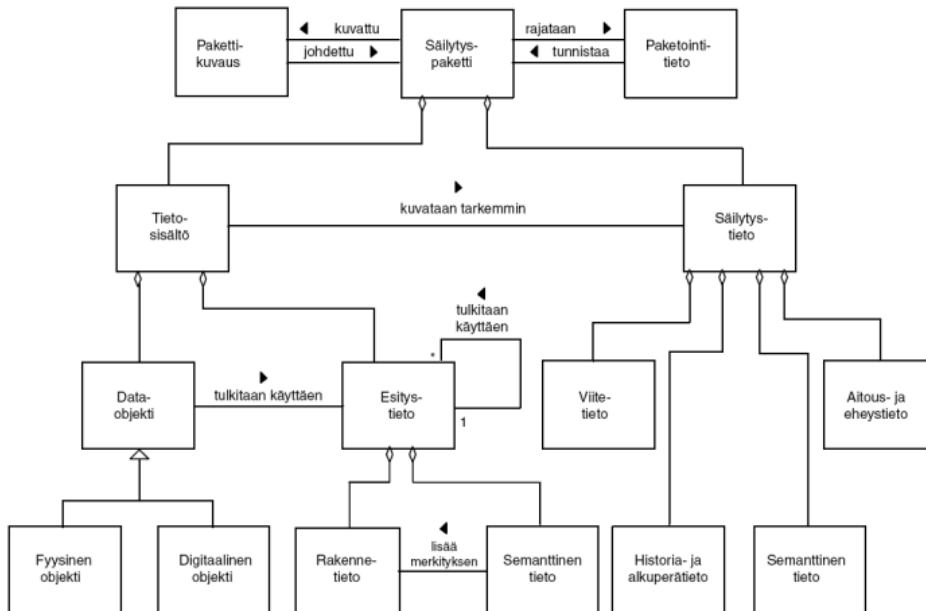 Paketti-
kuvaus
kuvattu
johdettu
Säilytys-
paketti
rajataan
tunnistaa
Paketointi-
tieto
Tieto-
sisältö
kuvataan tarkemmin
Säilytys-
tieto
tulkitaan
käyttäen
Data-
objekti
tulkitaan käyttäen
*
Esitys-
tieto
1
Viite-
tieto
Aitous- ja
eheystieto
Fyysinen
objekti
Digitaalinen
objekti
Rakenne-
tieto
lisää
merkityksen
Semanttinen
tieto
Historia- ja
alkuperätieto
Semanttinen
tieto